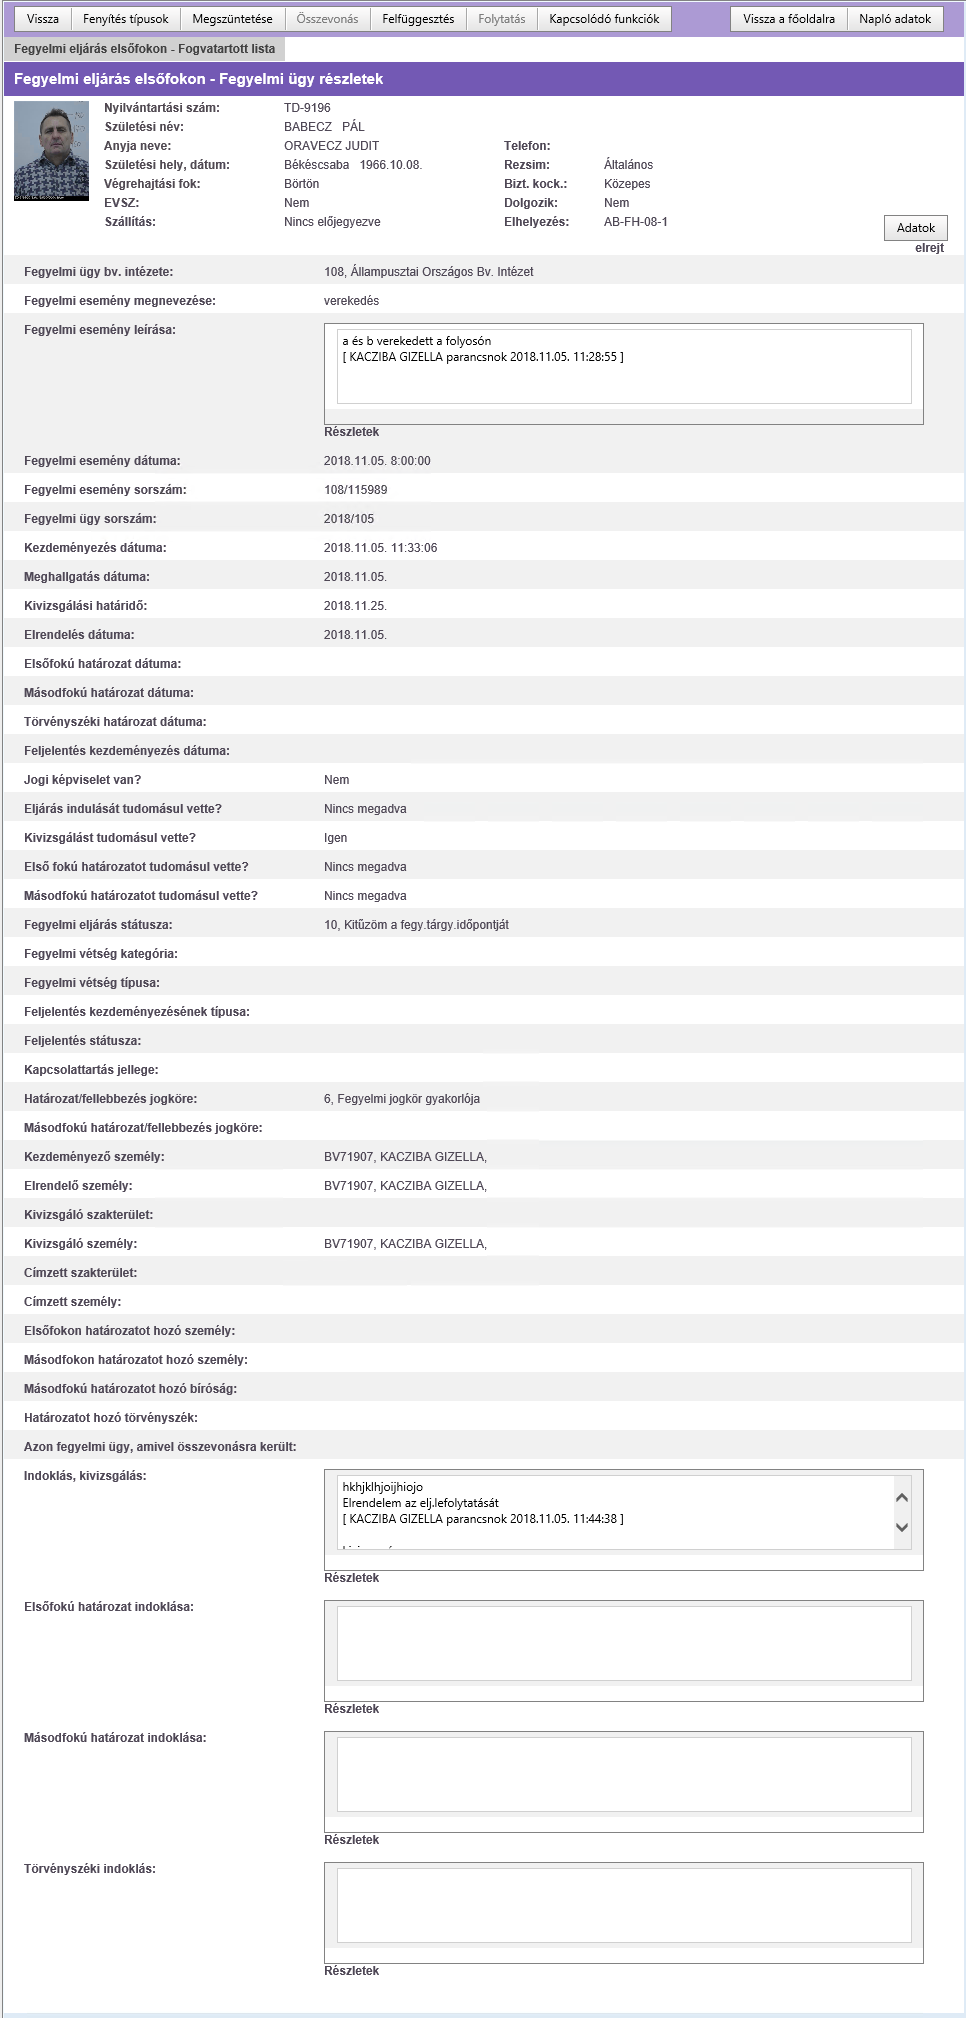 Vissza Fenyítés típusok Megszüntetése Összevonás Felfüggesztés Folytatás Kapcsolódó funkciók Vissza a főoldalra Napló adatok
Fegyelmi eljárás elsőfokon - Fogvatartott lista
Fegyelmi eljárás elsőfokon - Fegyelmi ügy részletek
Nyilvántartási szám: TD-9196
Születési név: BABECZ PÁL
Anyja neve: ORAVECZ JUDIT Telefon:
Születési hely, dátum: Békéscsaba 1966.10.08. Rezsim: Általános
Végrehajtási fok: Börtön Bizt. kock.: Közepes
EVSZ: Nem Dolgozik: Nem
Szállítás: Nincs előjegyezve Elhelyezés: AB-FH-08-1
Adatok
elrejt
Fegyelmi ügy bv. intézete: 108, Állampusztai Országos Bv. Intézet
Fegyelmi esemény megnevezése: verekedés
Fegyelmi esemény leírása: a és b verekedett a folyosón
[ KACZIBA GIZELLA parancsnok 2018.11.05. 11:28:55 ]
Részletek
Fegyelmi esemény dátuma: 2018.11.05. 8:00:00
Fegyelmi esemény sorszám: 108/115989
Fegyelmi ügy sorszám: 2018/105
Kezdeményezés dátuma: 2018.11.05. 11:33:06
Meghallgatás dátuma: 2018.11.05.
Kivizsgálási határidő: 2018.11.25.
Elrendelés dátuma: 2018.11.05.
Elsőfokú határozat dátuma:
Másodfokú határozat dátuma:
Törvényszéki határozat dátuma:
Feljelentés kezdeményezés dátuma:
Jogi képviselet van? Nem
Eljárás indulását tudomásul vette? Nincs megadva
Kivizsgálást tudomásul vette? Igen
Első fokú határozatot tudomásul vette? Nincs megadva
Másodfokú határozatot tudomásul vette? Nincs megadva
Fegyelmi eljárás státusza: 10, Kitűzöm a fegy.tárgy.időpontját
Fegyelmi vétség kategória:
Fegyelmi vétség típusa:
Feljelentés kezdeményezésének típusa:
Feljelentés státusza:
Kapcsolattartás jellege:
Határozat/fellebbezés jogköre: 6, Fegyelmi jogkör gyakorlója
Másodfokú határozat/fellebbezés jogköre:
Kezdeményező személy: BV71907, KACZIBA GIZELLA,
Elrendelő személy: BV71907, KACZIBA GIZELLA,
Kivizsgáló szakterület:
Kivizsgáló személy: BV71907, KACZIBA GIZELLA,
Címzett szakterület:
Címzett személy:
Elsőfokon határozatot hozó személy:
Másodfokon határozatot hozó személy:
Másodfokú határozatot hozó bíróság:
Határozatot hozó törvényszék:
Azon fegyelmi ügy, amivel összevonásra került:
Indoklás, kivizsgálás: hkhjklhjoijhiojo
Elrendelem az elj.lefolytatását
[ KACZIBA GIZELLA parancsnok 2018.11.05. 11:44:38 ]
Részletek
Elsőfokú határozat indoklása:
Részletek
Másodfokú határozat indoklása:
Részletek
Törvényszéki indoklás:
Részletek